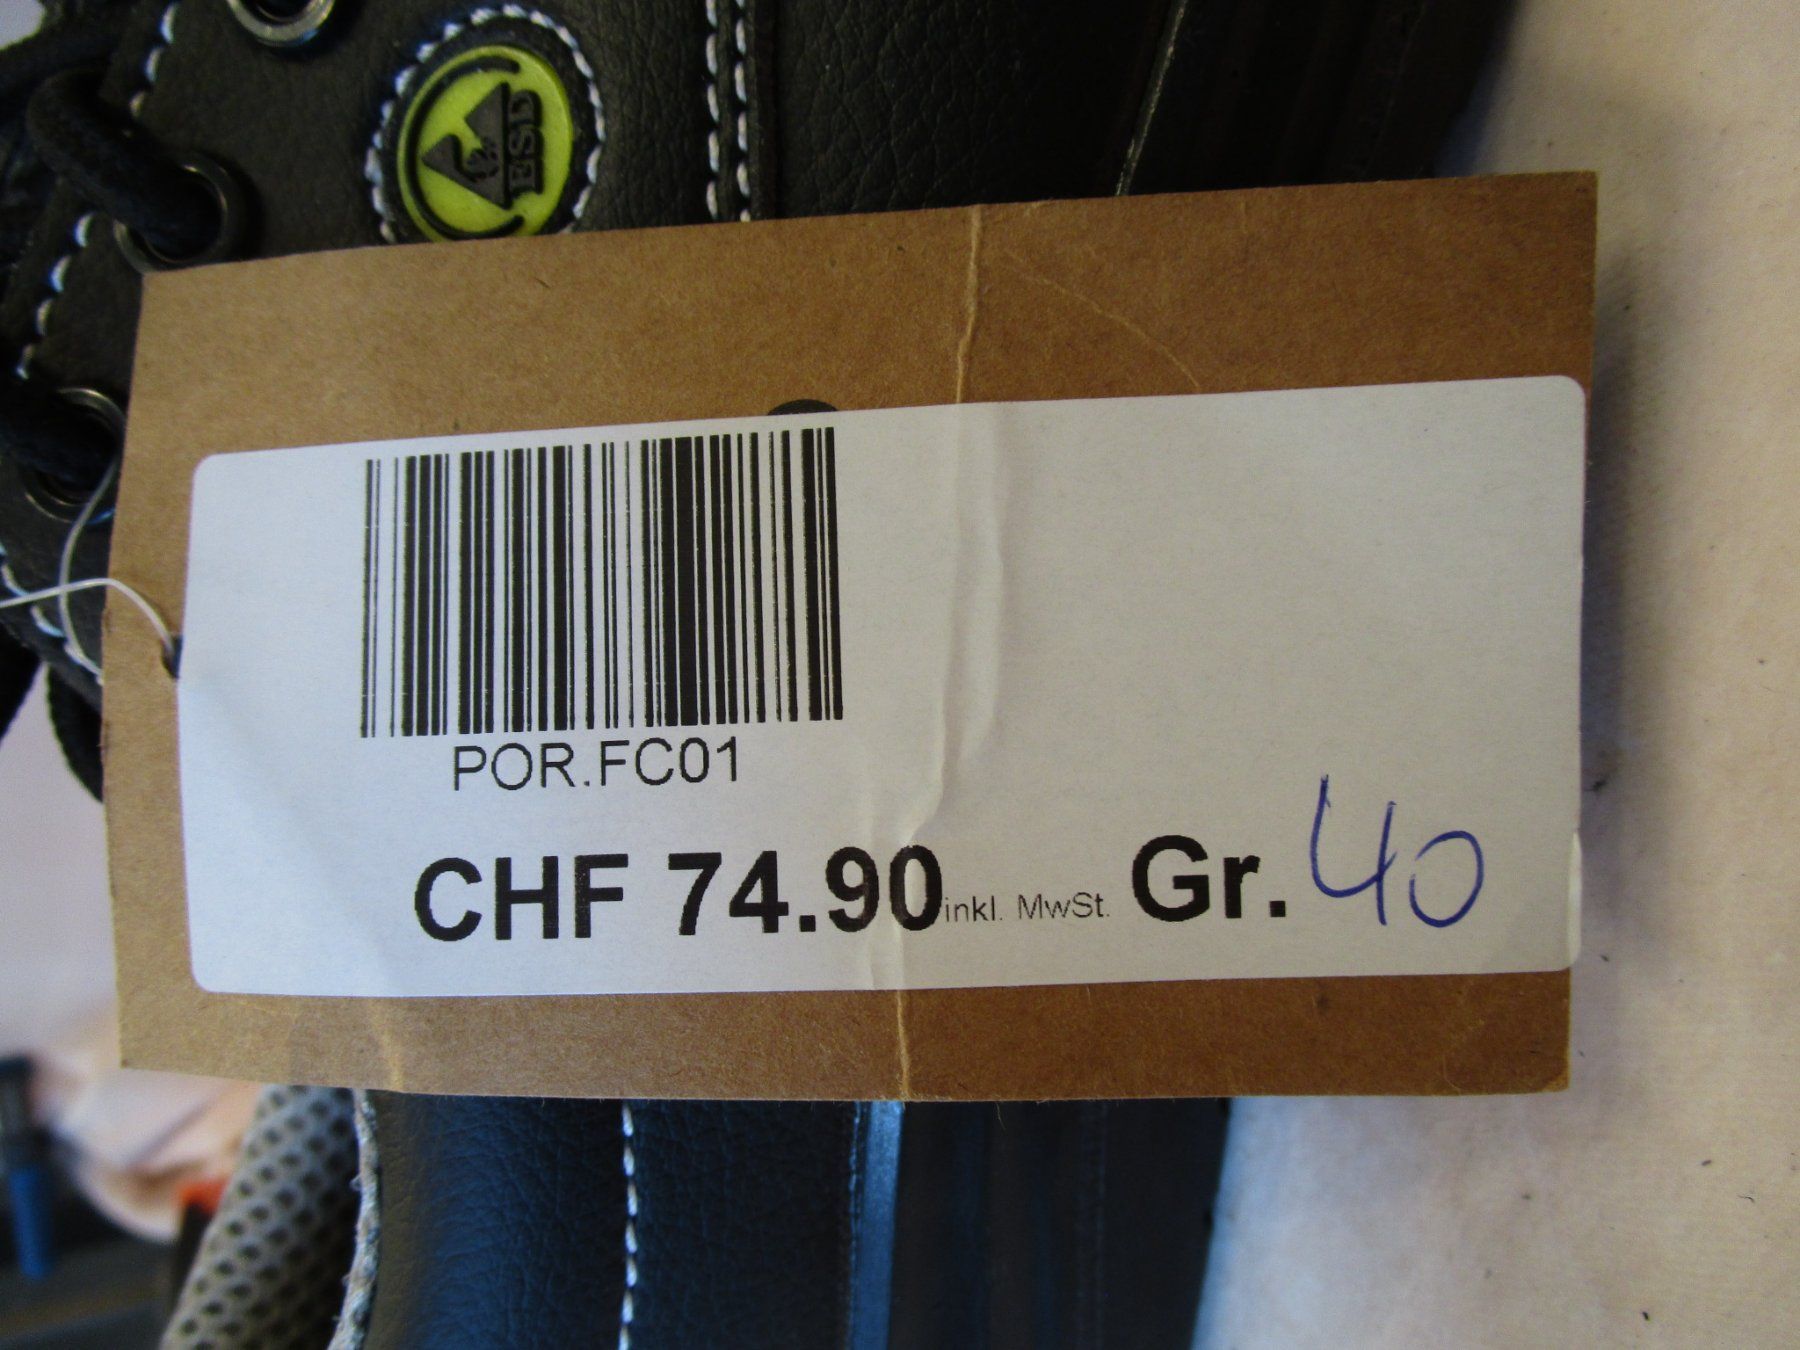 ESD
POR.FC01
CHF 74.90 inkl. MwSt. Gr. 40